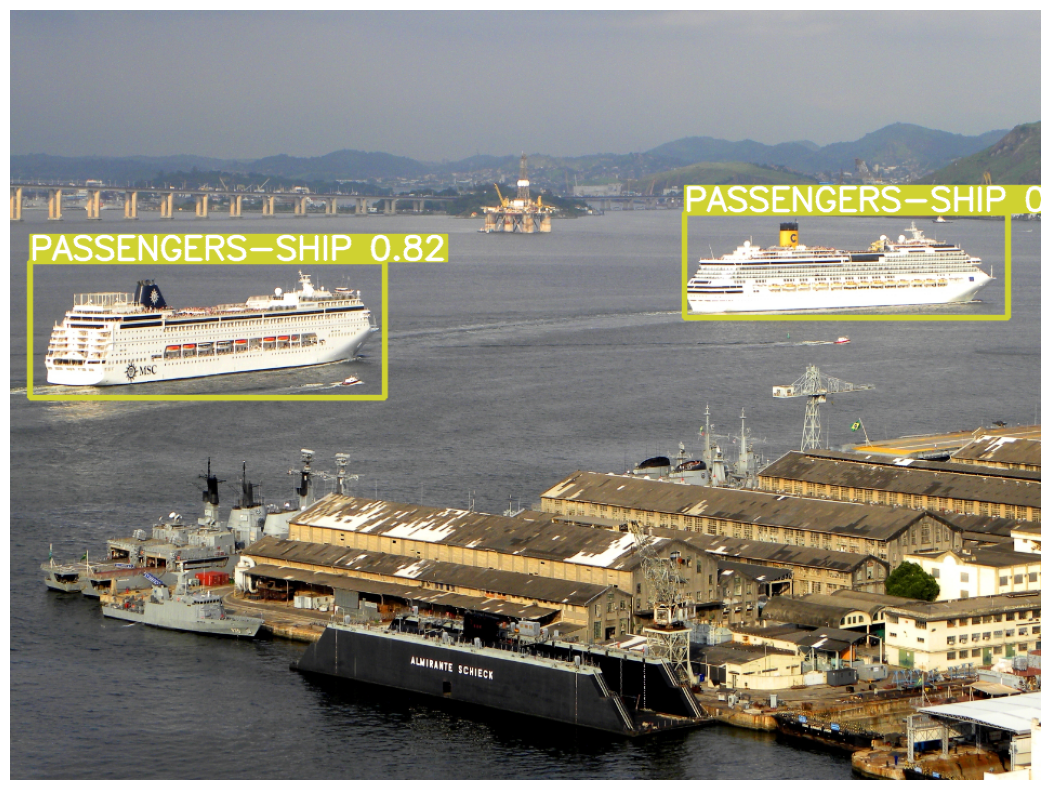 PASSENGERS-SHIP 0
PASSENGERS-SHIP 0.82
MSC
C
ALMIRANTE SCHIECK